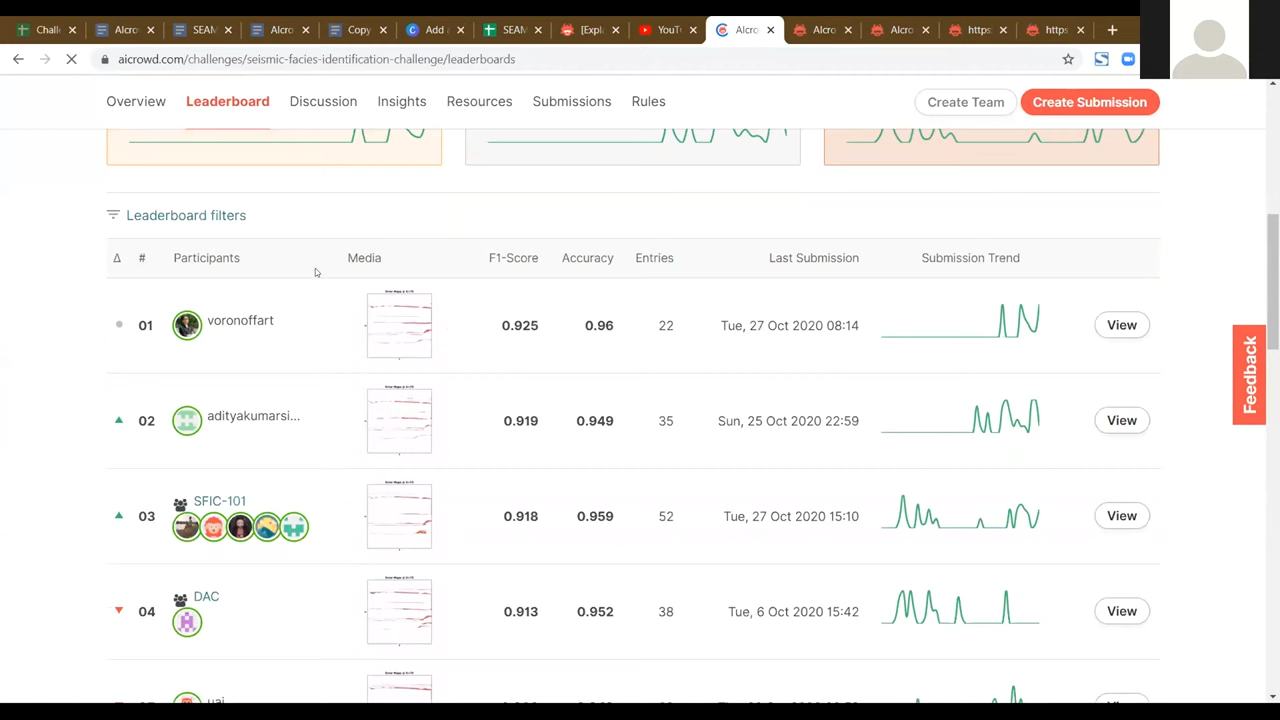 Challe
AIcro
SEAM
AIcro
Copy
Add a
SEAM
[Expla
YouT
AIcro
AIcro
AIcro
https:
https
aicrowd.com/challenges/seismic-facies-identification-challenge/leaderboards
Overview Leaderboard Discussion Insights Resources Submissions Rules Create Team Create Submission
Leaderboard filters
Δ # Participants Media F1-Score Accuracy Entries Last Submission Submission Trend
01 voronoffart 0.925 0.96 22 Tue, 27 Oct 2020 08:14 View
02 adityakumarsi... 0.919 0.949 35 Sun, 25 Oct 2020 22:59 View
SFIC-101
03 0.918 0.959 52 Tue, 27 Oct 2020 15:10 View
DAC
04 0.913 0.952 38 Tue, 6 Oct 2020 15:42 View
Feedback